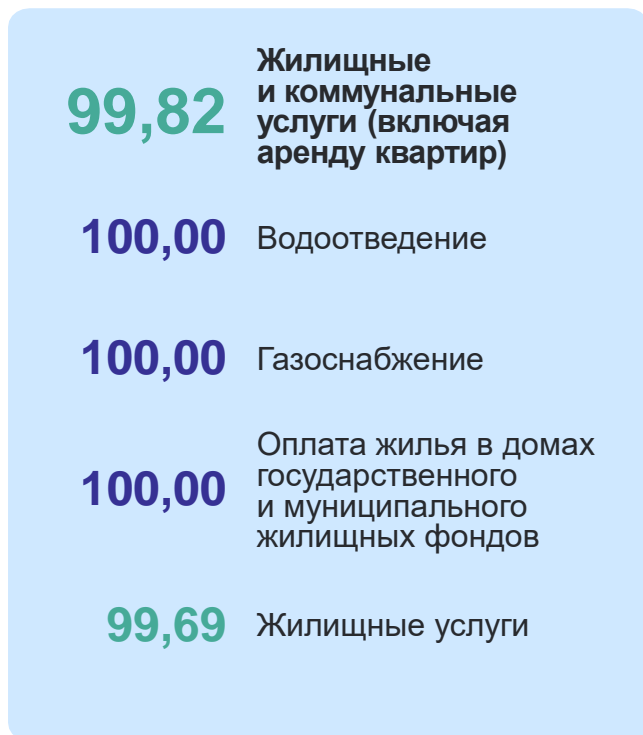 99,82
Жилищные
и коммунальные
услуги (включая
аренду квартир)
100,00 Водоотведение
100,00 Газоснабжение
100,00
Оплата жилья в домах
государственного
и муниципального
жилищных фондов
99,69 Жилищные услуги